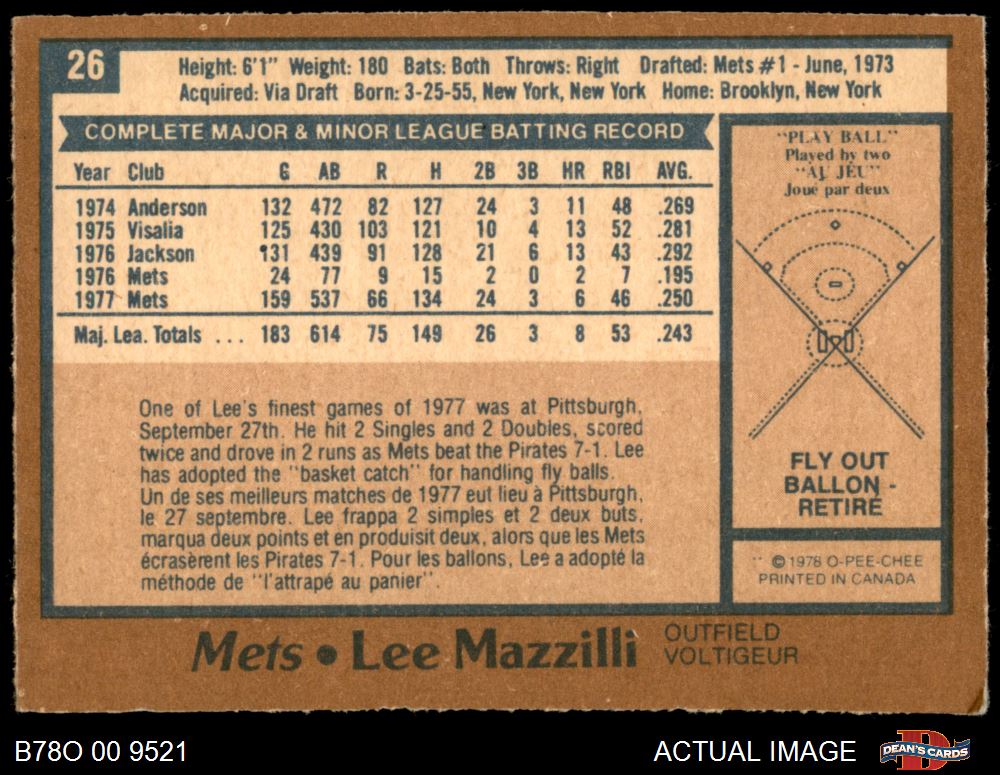 26
Height: 6'1" Weight: 180 Bats: Both Throws: Right Drafted: Mets #1 - June, 1973
Acquired: Via Draft Born: 3-25-55, New York, New York Home: Brooklyn, New York
COMPLETE MAJOR & MINOR LEAGUE BATTING RECORD
Year Club G AB R H 2B 3B HR RBI AVG.
1974 Anderson 132 472 82 127 24 3 11 48 .269
1975 Visalia 125 430 103 121 10 4 13 52 .281
1976 Jackson 131 439 91 128 21 6 13 43 .292
1976 Mets 24 77 9 15 2 0 2 7 .195
1977 Mets 159 537 66 134 24 3 6 46 .250
Maj. Lea. Totals ... 183 614 75 149 26 3 8 53 .243
One of Lee's finest games of 1977 was at Pittsburgh,
September 27th. He hit 2 Singles and 2 Doubles, scored
twice and drove in 2 runs as Mets beat the Pirates 7-1. Lee
has adopted the "basket catch" for handling fly balls.
Un de ses meilleurs matches de 1977 eut lieu à Pittsburgh,
le 27 septembre. Lee frappa 2 simples et 2 deux buts,
marqua deux points et en produisit deux, alors que les Mets
écrasèrent les Pirates 7-1. Pour les ballons, Lee a adopté la
méthode de "l'attrapé au panier".
"PLAY BALL"
Played by two
"AU JEU"
Joué par deux
FLY OUT
BALLON -
RETIRE
** © 1978 O-PEE-CHEE
PRINTED IN CANADA
Mets • Lee Mazzilli
OUTFIELD
VOLTIGEUR
B78O 00 9521
ACTUAL IMAGE
D
DEAN'S CARDS